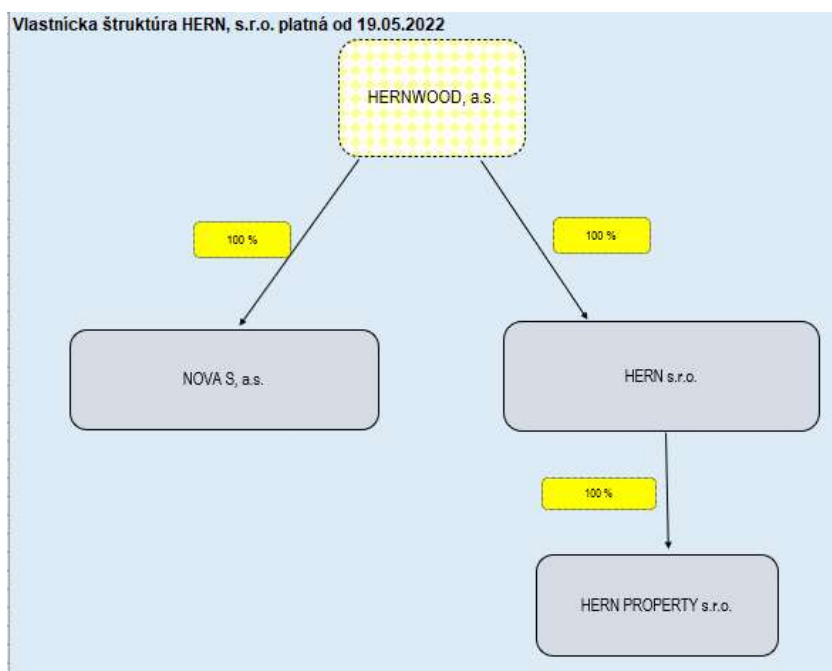 Vlastnícka štruktúra HERN, s.r.o. platná od 19.05.2022
HERNWOOD, a.s.
100 %
100 %
NOVA S, a.s.
HERN s.r.o.
100 %
HERN PROPERTY s.r.o.